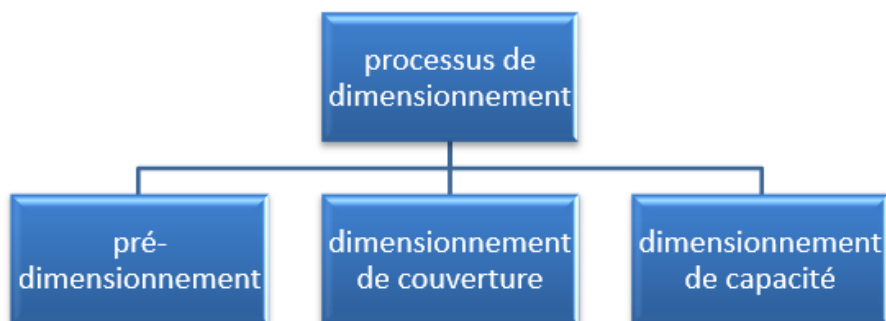 processus de
dimensionnement
pré-
dimensionnement
dimensionnement
de couverture
dimensionnement
de capacité